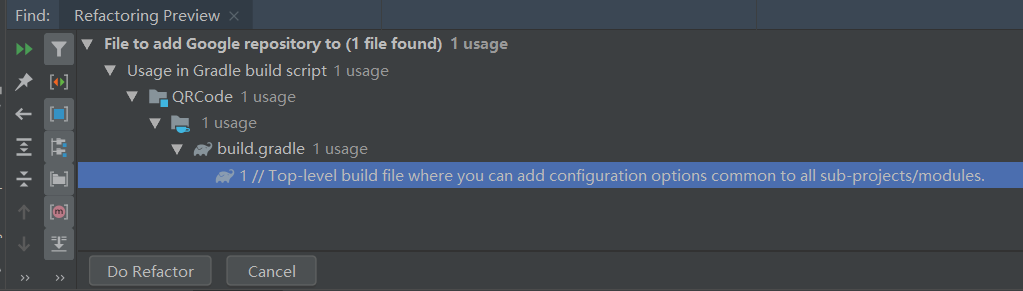 Find: Refactoring Preview
File to add Google repository to (1 file found) 1 usage
Usage in Gradle build script 1 usage
QRCode 1 usage
1 usage
build.gradle 1 usage
1 // Top-level build file where you can add configuration options common to all sub-projects/modules.
Do Refactor Cancel